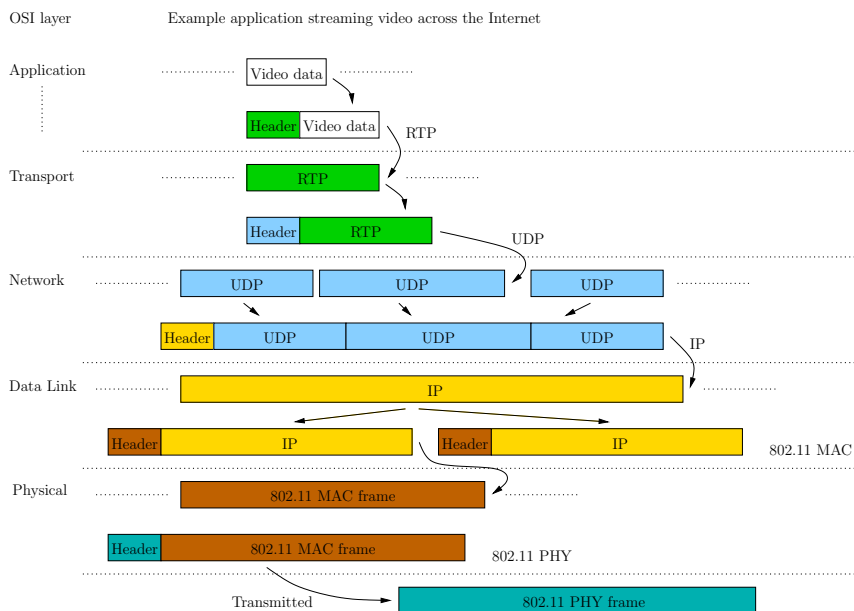 OSI layer Example application streaming video across the Internet
Application Video data
Header Video data
RTP
Transport RTP
Header RTP
UDP
Network UDP UDP UDP
Header UDP UDP UDP
IP
Data Link IP
Header IP Header IP 802.11 MAC
Physical 802.11 MAC frame
Header 802.11 MAC frame 802.11 PHY
Transmitted 802.11 PHY frame